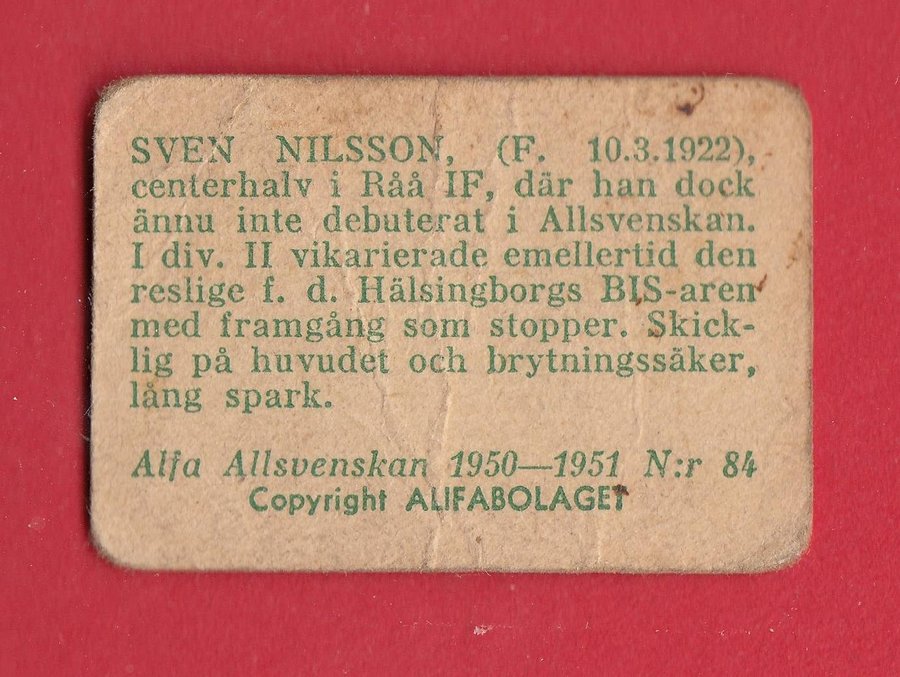 SVEN NILSSON, (F. 10.3.1922),
centerhalv i Råå IF, där han dock
ännu inte debuterat i Allsvenskan.
I div. II vikarierade emellertid den
reslige f. d. Hälsingborgs BIS-aren
med framgång som stopper. Skick-
lig på huvudet och brytningssäker,
lång spark.
Alfa Allsvenskan 1950—1951 N:r 84
Copyright ALIFABOLAGET